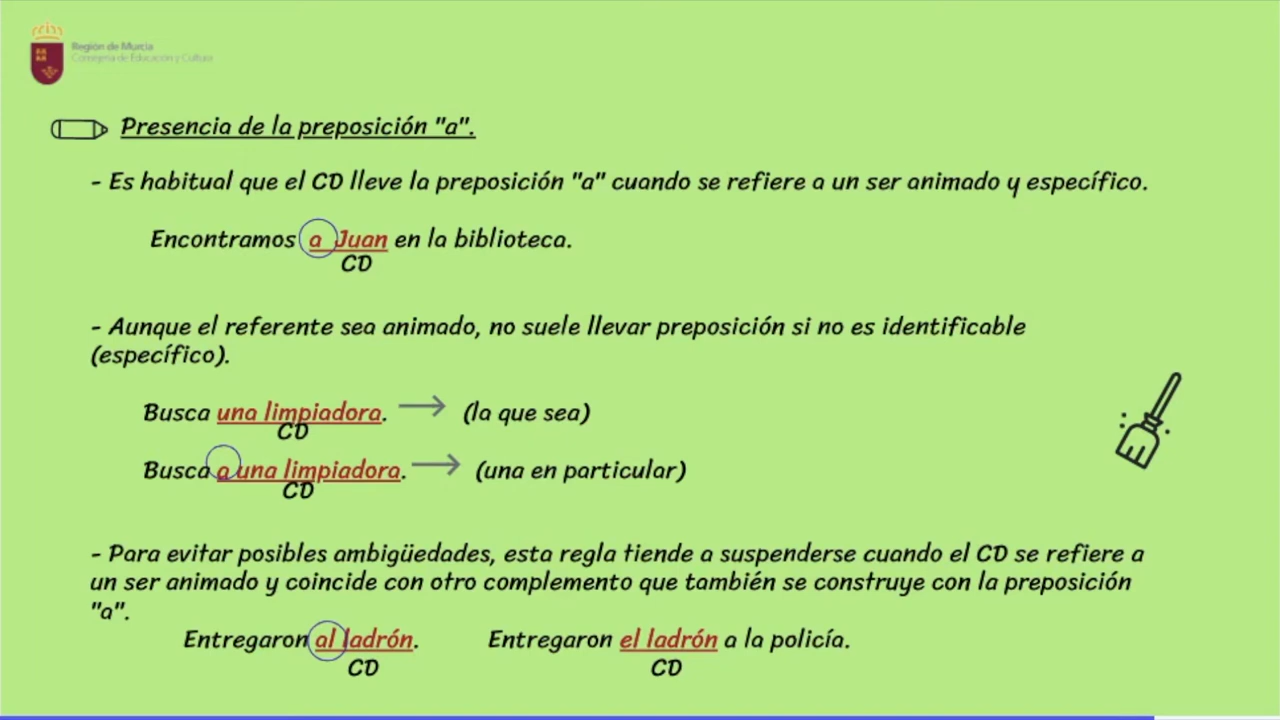 Región de Murcia
Consejería de Educación y Cultura
Presencia de la preposición "a".
- Es habitual que el CD lleve la preposición "a" cuando se refiere a un ser animado y específico.
Encontramos a Juan en la biblioteca.
CD
- Aunque el referente sea animado, no suele llevar preposición si no es identificable
(específico).
Busca una limpiadora. → (la que sea)
CD
Busca a una limpiadora. → (una en particular)
CD
- Para evitar posibles ambigüedades, esta regla tiende a suspenderse cuando el CD se refiere a
un ser animado y coincide con otro complemento que también se construye con la preposición
"a".
Entregaron al ladrón. Entregaron el ladrón a la policía.
CD CD